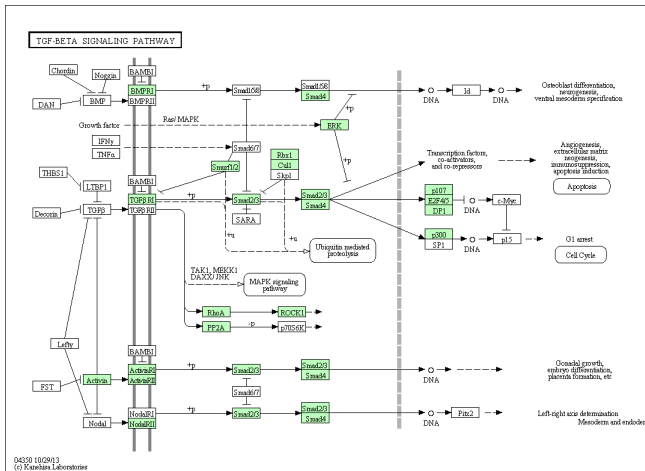 TGF-BETA SIGNALING PATHWAY
Chordin
Noggin
BAMBI
DAN
BMP
BMPRI
BMPRII
+p
Smad1/5/8
Smad1/5/8
Smad4
DNA
Id
DNA
Osteoblast differentiation,
neurogenesis,
ventral mesoderm specification
Growth factor
Ras/ MAPK
ERK
+p
+p
IFNγ
TNFα
Smad6/7
Smurf1/2
Rbx1
Cul1
Skp1
Transcription factors,
co-activators,
and co-repressors
Angiogenesis,
extracellular matrix
neogenesis,
immunosuppression,
apoptosis induction
Apoptosis
THBS1
LTBP1
BAMBI
Decorin
TGFβ
TGFβ RI
TGFβ RII
+p
Smad2/3
SARA
Smad2/3
Smad4
p107
E2F4/5
DP1
DNA
c-Myc
p300
SP1
DNA
p15
G1 arrest
Cell Cycle
+u
+u
Ubiquitin mediated
proteolysis
TAK1, MEKK1
DAXX/ JNK
MAPK signaling
pathway
RhoA
ROCK1
PP2A
-p
p70S6K
Lefty
BAMBI
FST
Activin
ActivinRI
ActivinRII
+p
Smad2/3
Smad2/3
Smad4
DNA
Gonadal growth,
embryo differentiation,
placenta formation, etc
Smad6/7
Nodal
NodalRI
NodalRII
+p
Smad2/3
Smad2/3
Smad4
DNA
Pitx2
Left-right axis determination
Mesoderm and endoder
04350 10/29/13
(c) Kanehisa Laboratories